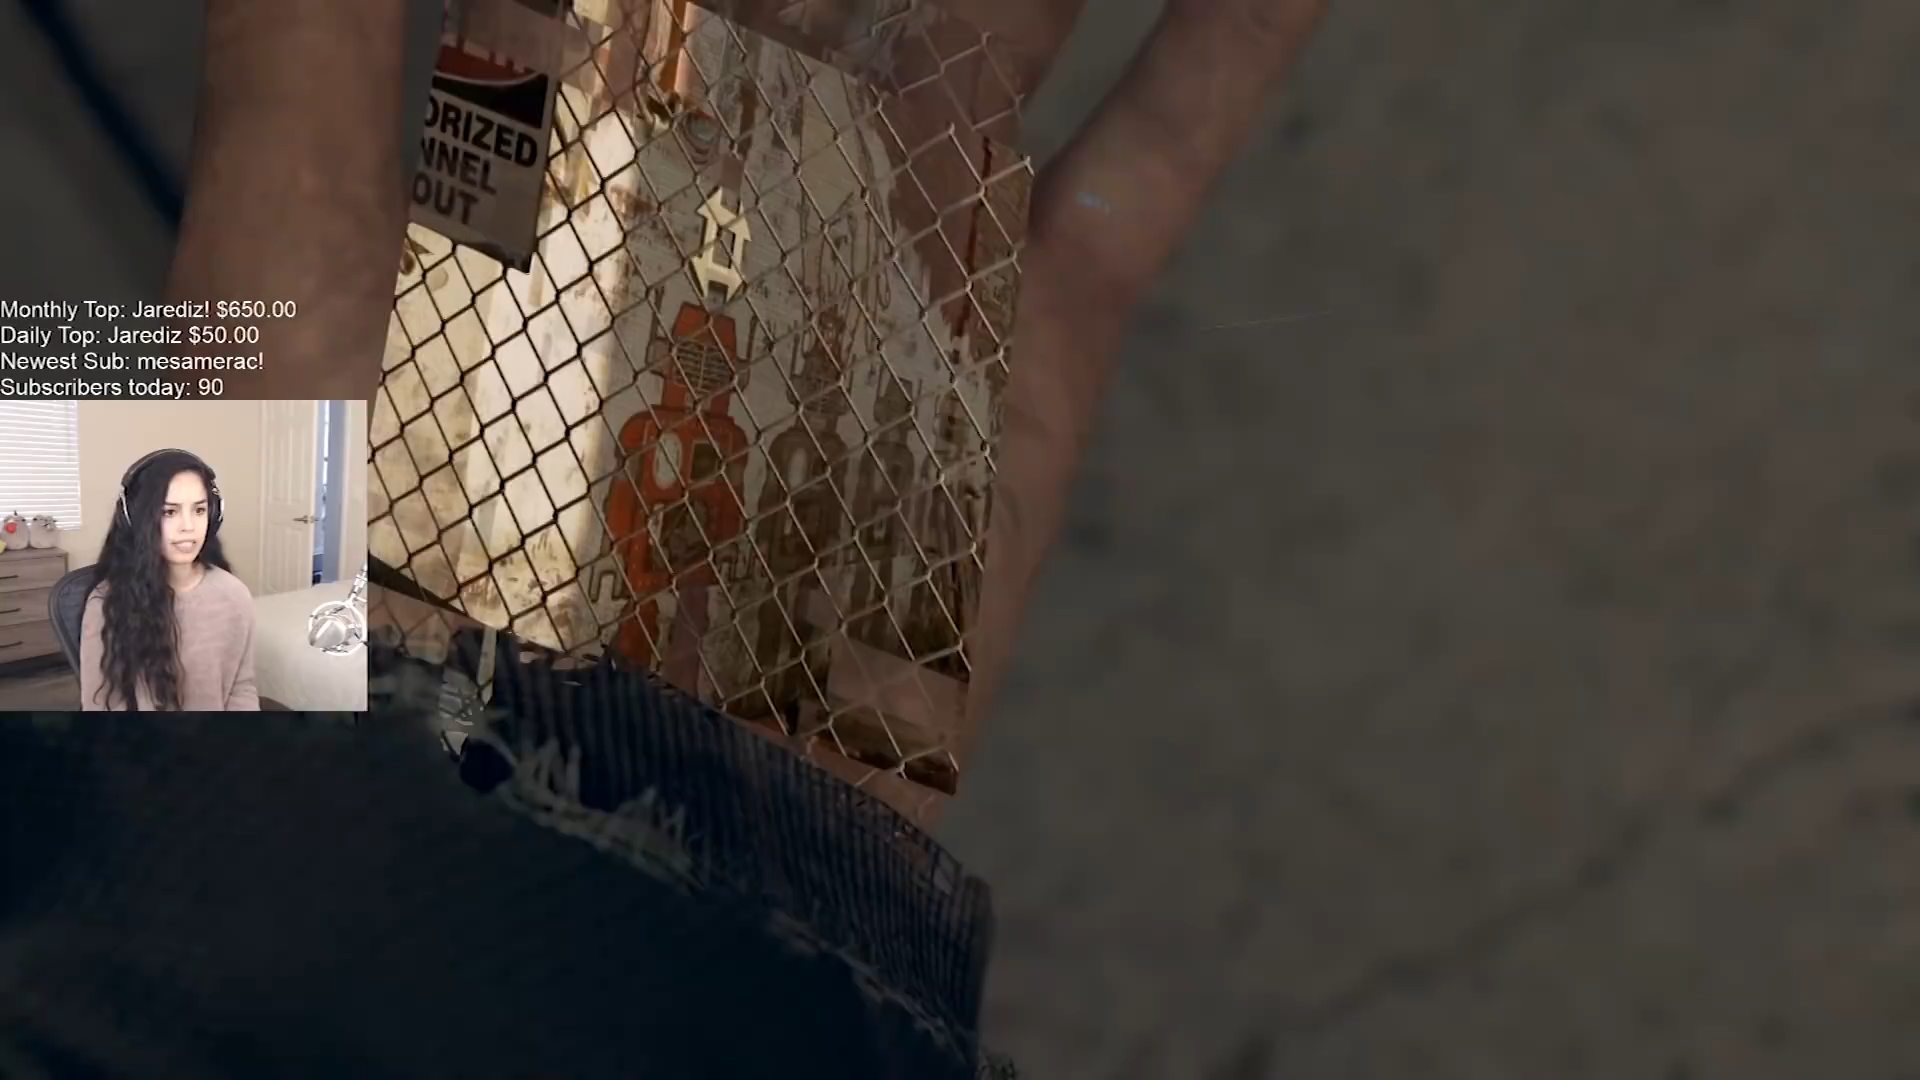 ORIZED
NNEL
OUT
Monthly Top: Jarediz! $650.00
Daily Top: Jarediz $50.00
Newest Sub: mesamerac!
Subscribers today: 90